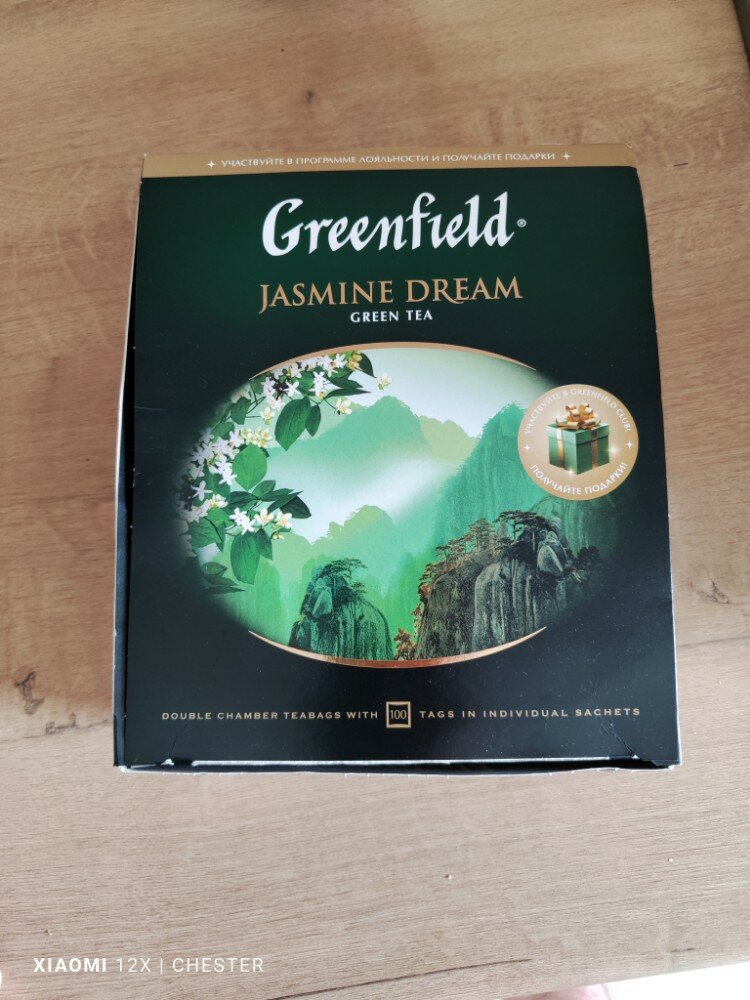 ✦ УЧАСТВУЙТЕ В ПРОГРАММЕ ЛОЯЛЬНОСТИ И ПОЛУЧАЙТЕ ПОДАРКИ ✦
Greenfield®
JASMINE DREAM
GREEN TEA
УЧАСТВУЙТЕ В GREENFIELD CLUB!
ПОЛУЧАЙТЕ ПОДАРКИ!
DOUBLE CHAMBER TEABAGS WITH 100 TAGS IN INDIVIDUAL SACHETS
XIAOMI 12X | CHESTER